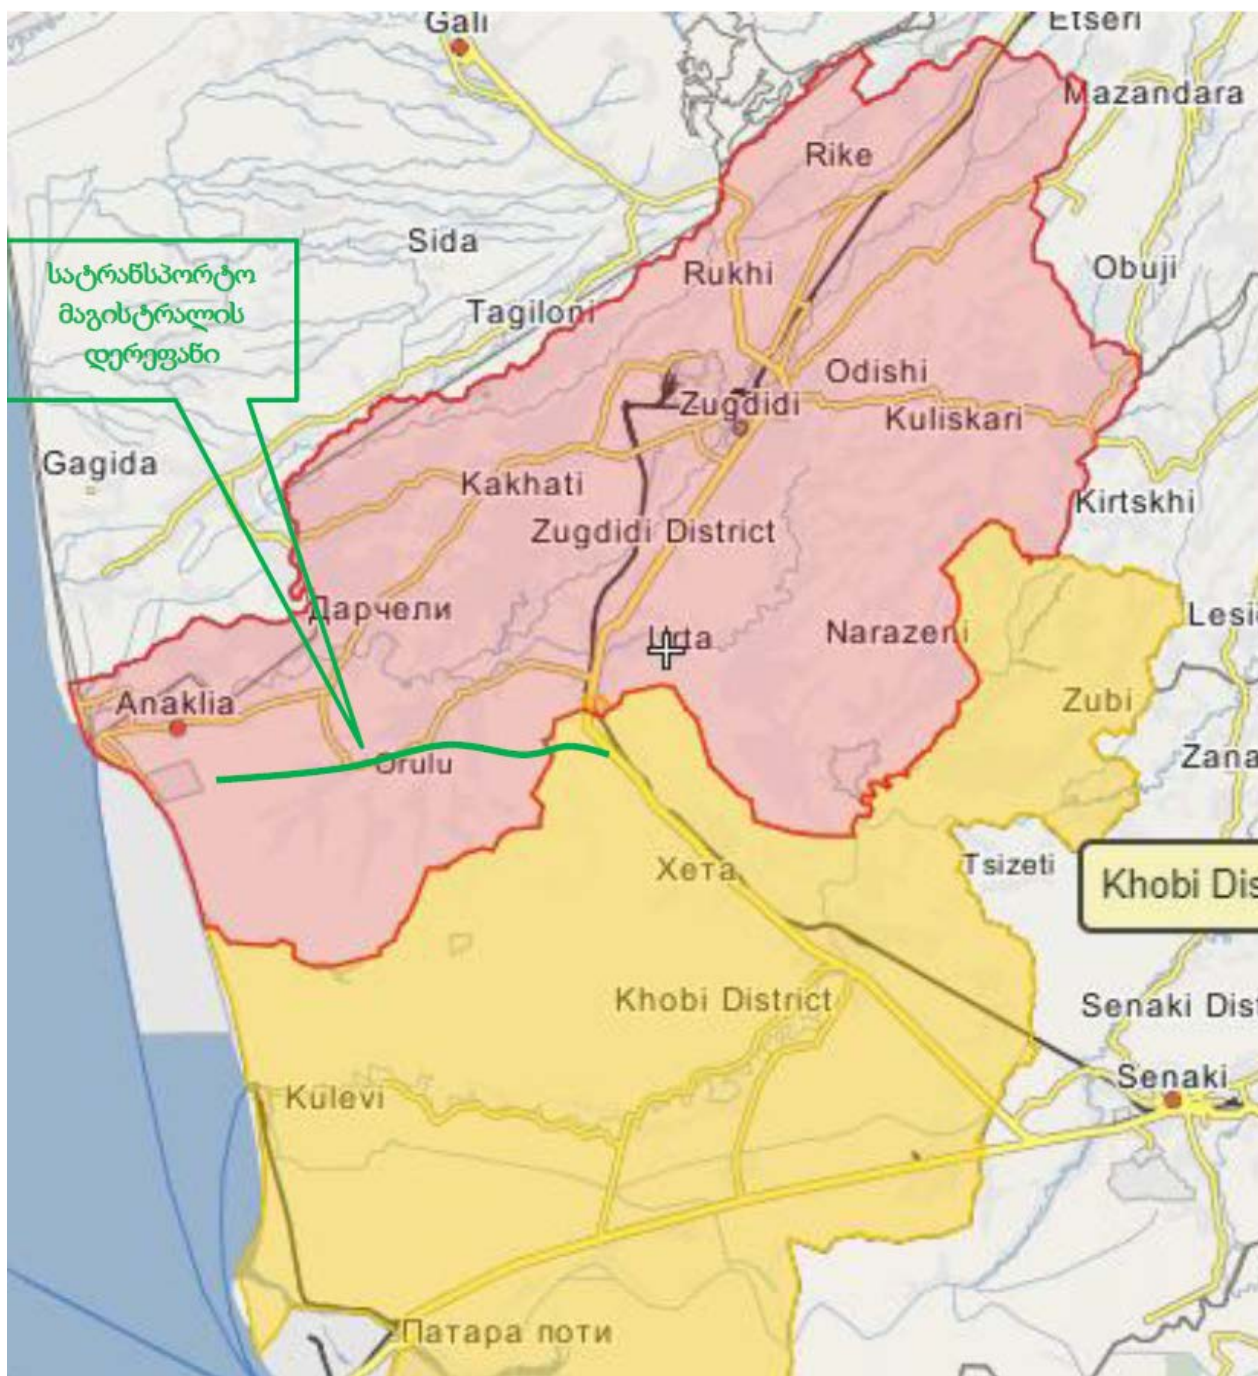 Gali
Etseri
Mazandara
Rike
Sida
Rukhi
Obuji
სატრანსპორტო
მაგისტრალის
დერეფანი
Tagiloni
Odishi
Zugdidi
Kuliskari
Gagida
Kakhati
Kirtskhi
Zugdidi District
Дарчели
Urta
Narazeni
Lesi
Anaklia
Zubi
Orulu
Zana
Хета
Tsizeti
Khobi Dis
Khobi District
Senaki Dist
Senaki
Kulevi
Патара поти